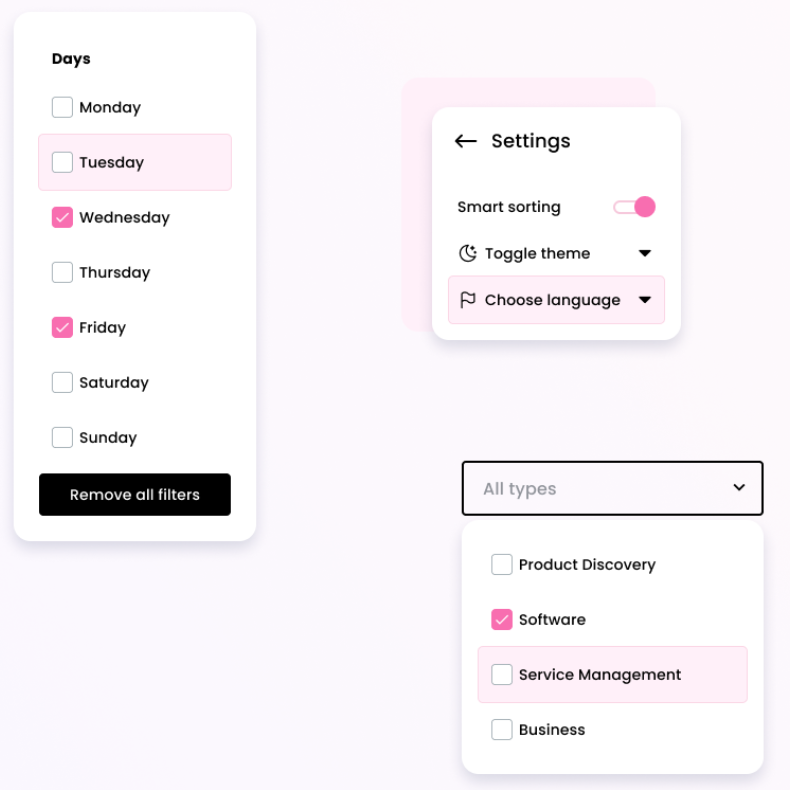 Days
Monday
Tuesday
Wednesday
Thursday
Friday
Saturday
Sunday
Remove all filters
Settings
Smart sorting
Toggle theme
Choose language
All types
Product Discovery
Software
Service Management
Business